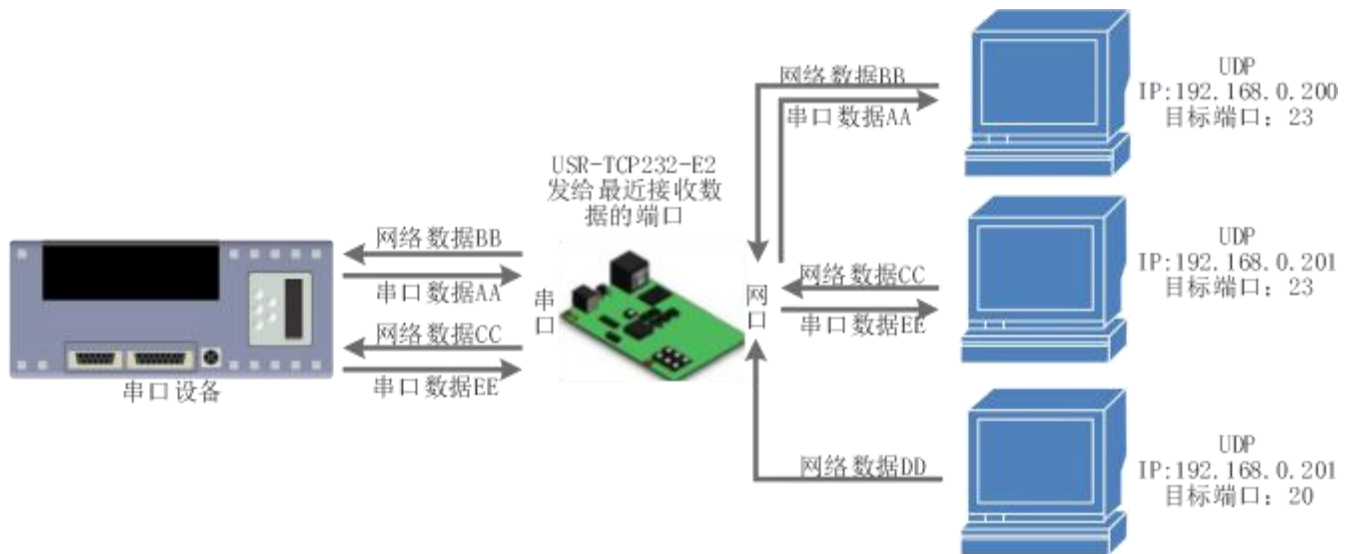 网络数据BB
串口数据AA
UDP
IP:192.168.0.200
目标端口：23
USR-TCP232-E2
发给最近接收数
据的端口
网络数据BB
串口数据AA
网络数据CC
串口数据EE
串口设备
串口
网口
网络数据CC
串口数据EE
UDP
IP:192.168.0.201
目标端口：23
网络数据DD
UDP
IP:192.168.0.201
目标端口：20